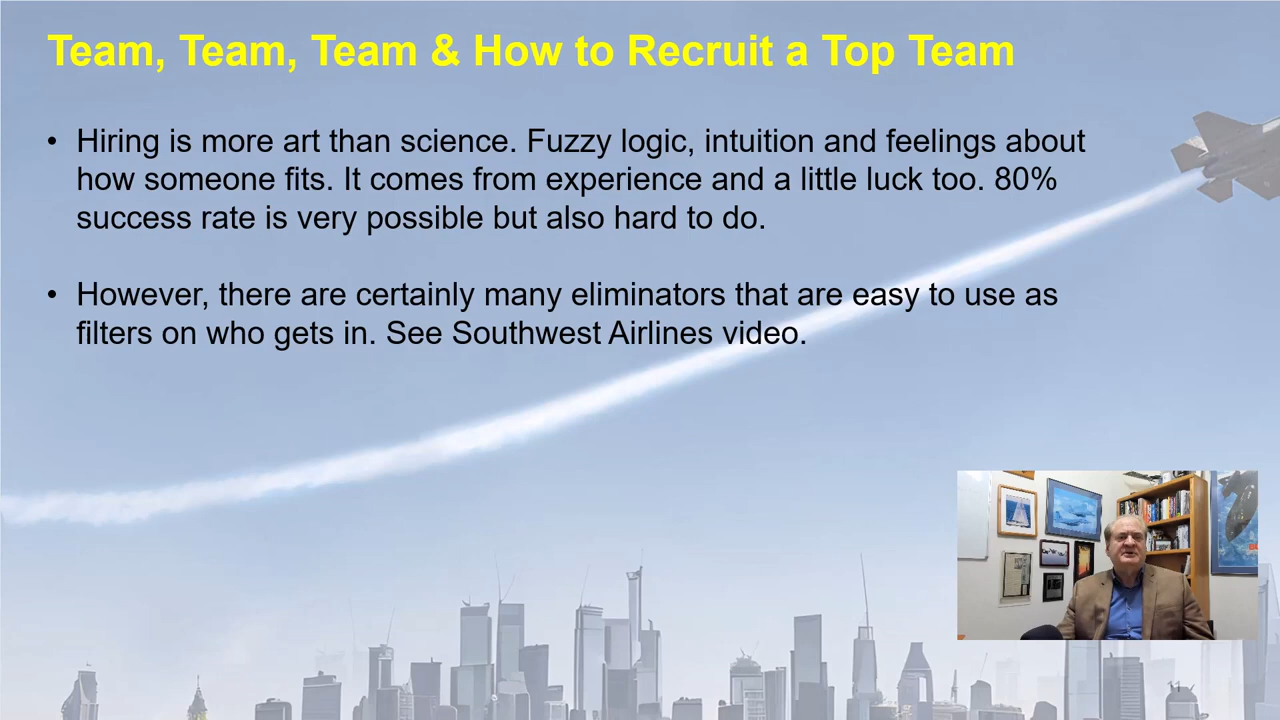 Team, Team, Team & How to Recruit a Top Team
• Hiring is more art than science. Fuzzy logic, intuition and feelings about
how someone fits. It comes from experience and a little luck too. 80%
success rate is very possible but also hard to do.
• However, there are certainly many eliminators that are easy to use as
filters on who gets in. See Southwest Airlines video.